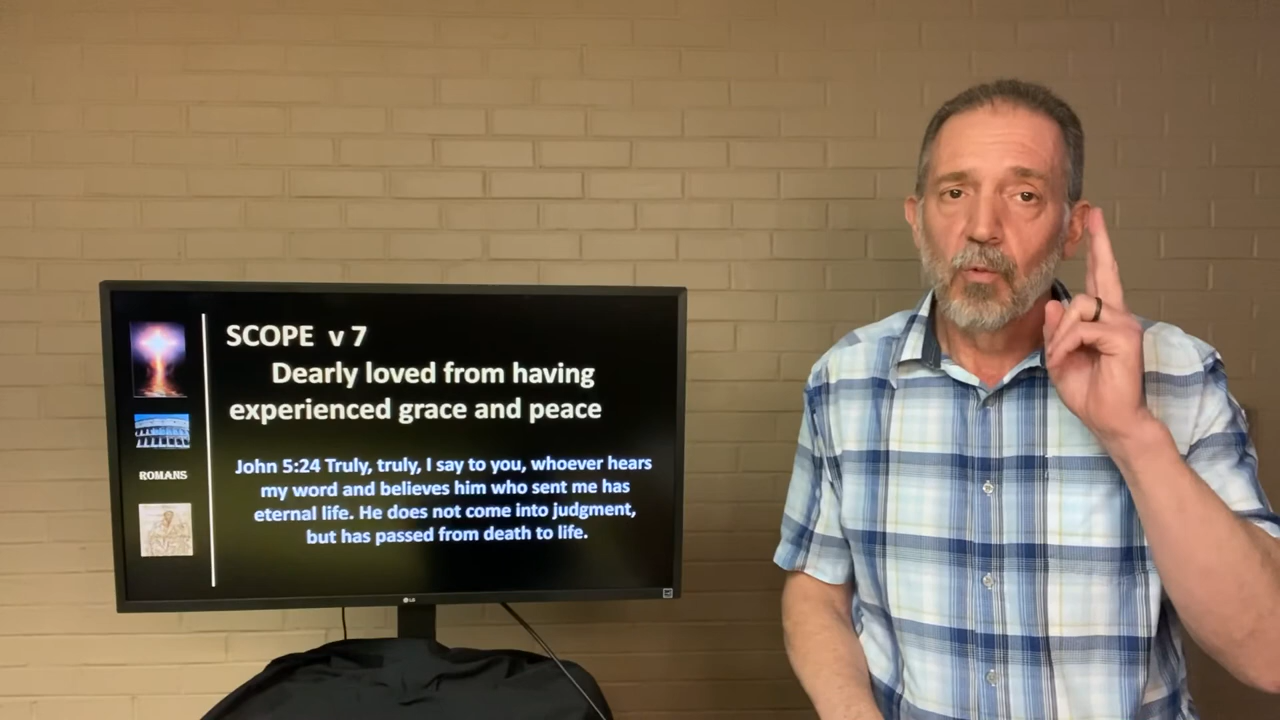 SCOPE v 7
Dearly loved from having
experienced grace and peace
John 5:24 Truly, truly, I say to you, whoever hears
my word and believes him who sent me has
eternal life. He does not come into judgment,
but has passed from death to life.
ROMANS
LG